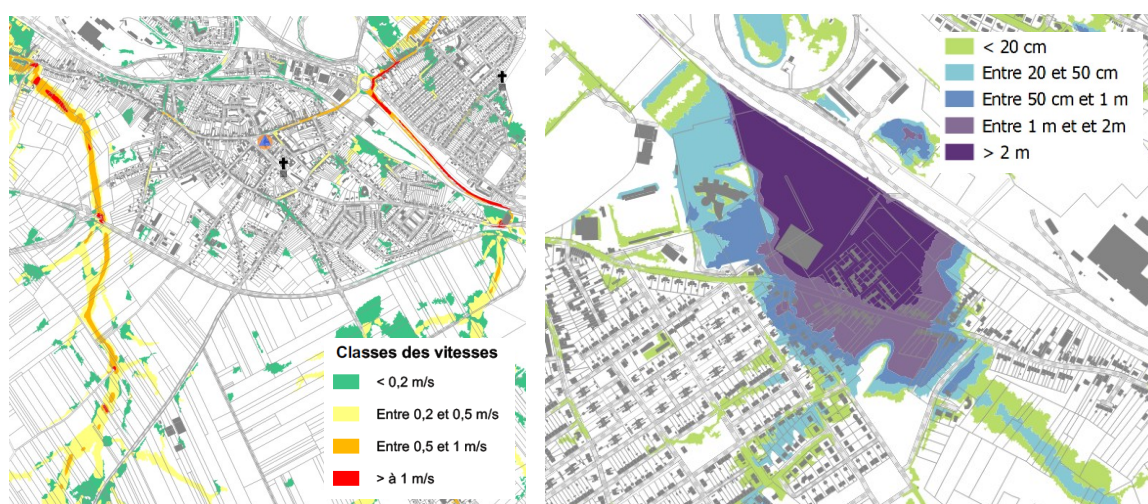 Classes des vitesses
< 0,2 m/s
Entre 0,2 et 0,5 m/s
Entre 0,5 et 1 m/s
> à 1 m/s
< 20 cm
Entre 20 et 50 cm
Entre 50 cm et 1 m
Entre 1 m et et 2m
> 2 m